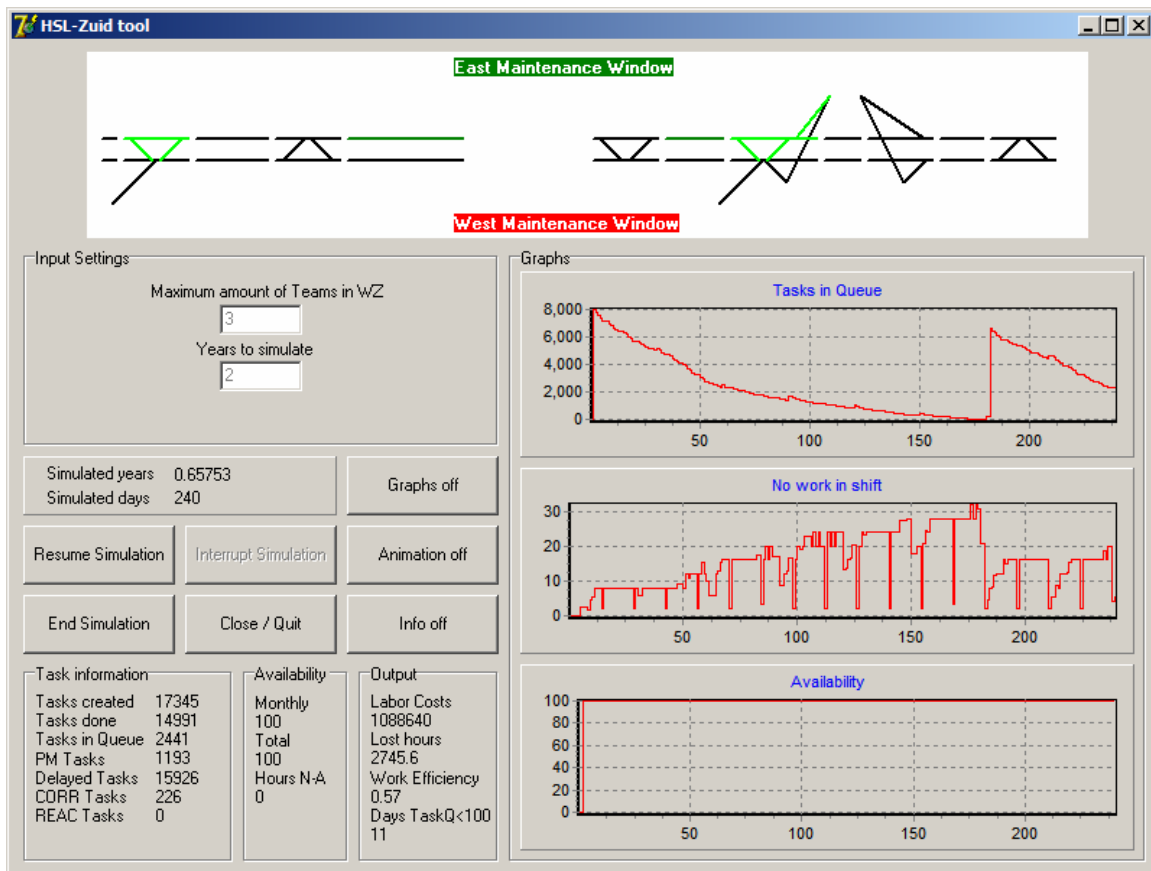 HSL-Zuid tool
East Maintenance Window
West Maintenance Window
Input Settings
Maximum amount of Teams in WZ
3
Years to simulate
2
Simulated years 0.65753
Simulated days 240
Graphs off
Resume Simulation
Interrupt Simulation
Animation off
End Simulation
Close / Quit
Info off
Task information
Tasks created 17345
Tasks done 14991
Tasks in Queue 2441
PM Tasks 1193
Delayed Tasks 15926
CORR Tasks 226
REAC Tasks 0
Availability
Monthly
100
Total
100
Hours N-A
0
Output
Labor Costs
1088640
Lost hours
2745.6
Work Efficiency
0.57
Days TaskQ<100
11
Graphs
Tasks in Queue
8,000
6,000
4,000
2,000
0
50 100 150 200
No work in shift
30
20
10
0
50 100 150 200
Availability
100
80
60
40
20
0
50 100 150 200